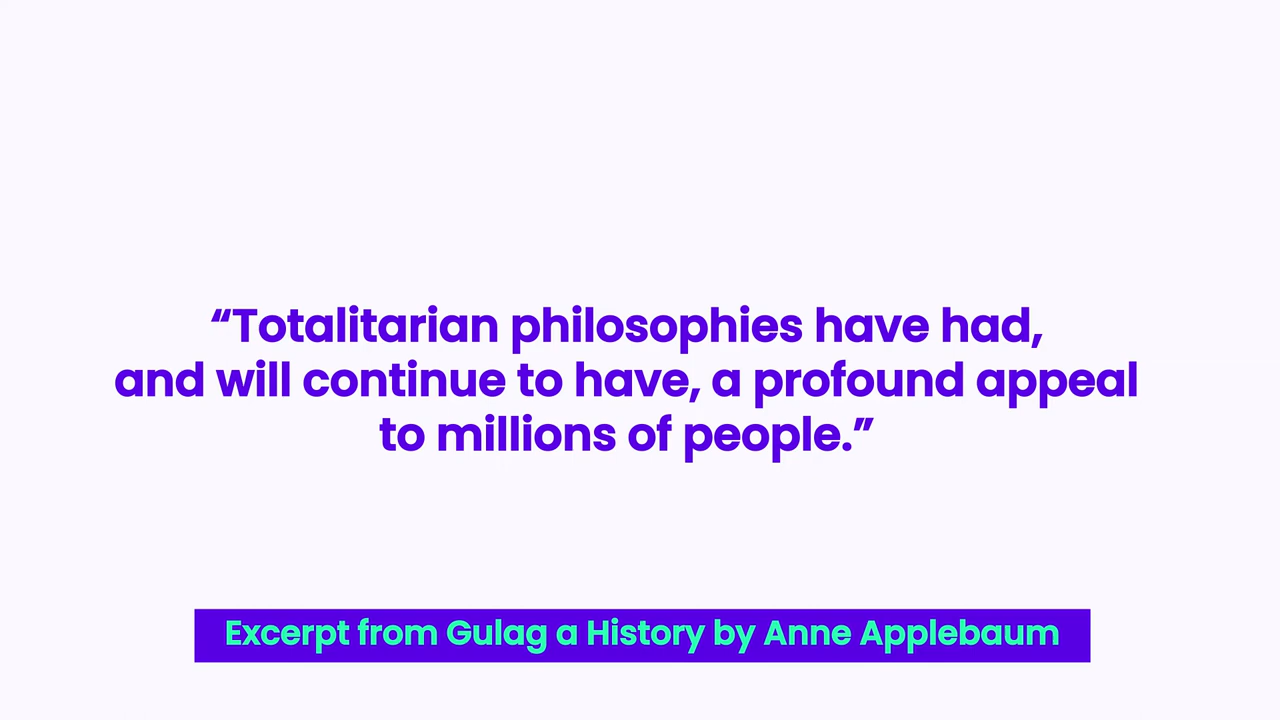 “Totalitarian philosophies have had,
and will continue to have, a profound appeal
to millions of people.”
Excerpt from Gulag a History by Anne Applebaum